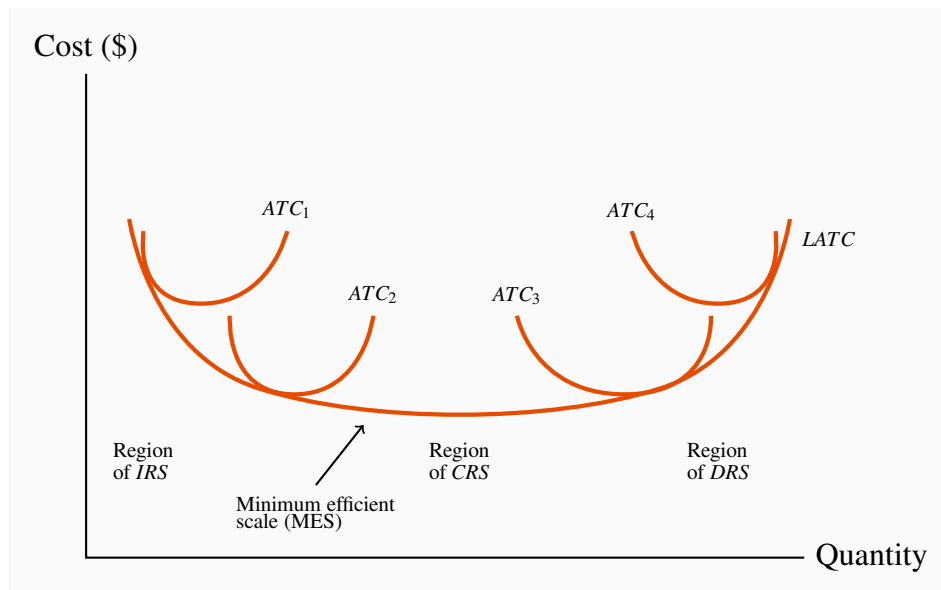 Cost ($)
ATC1
ATC4
LATC
ATC2
ATC3
Region
of IRS
Region
of CRS
Region
of DRS
Minimum efficient
scale (MES)
Quantity